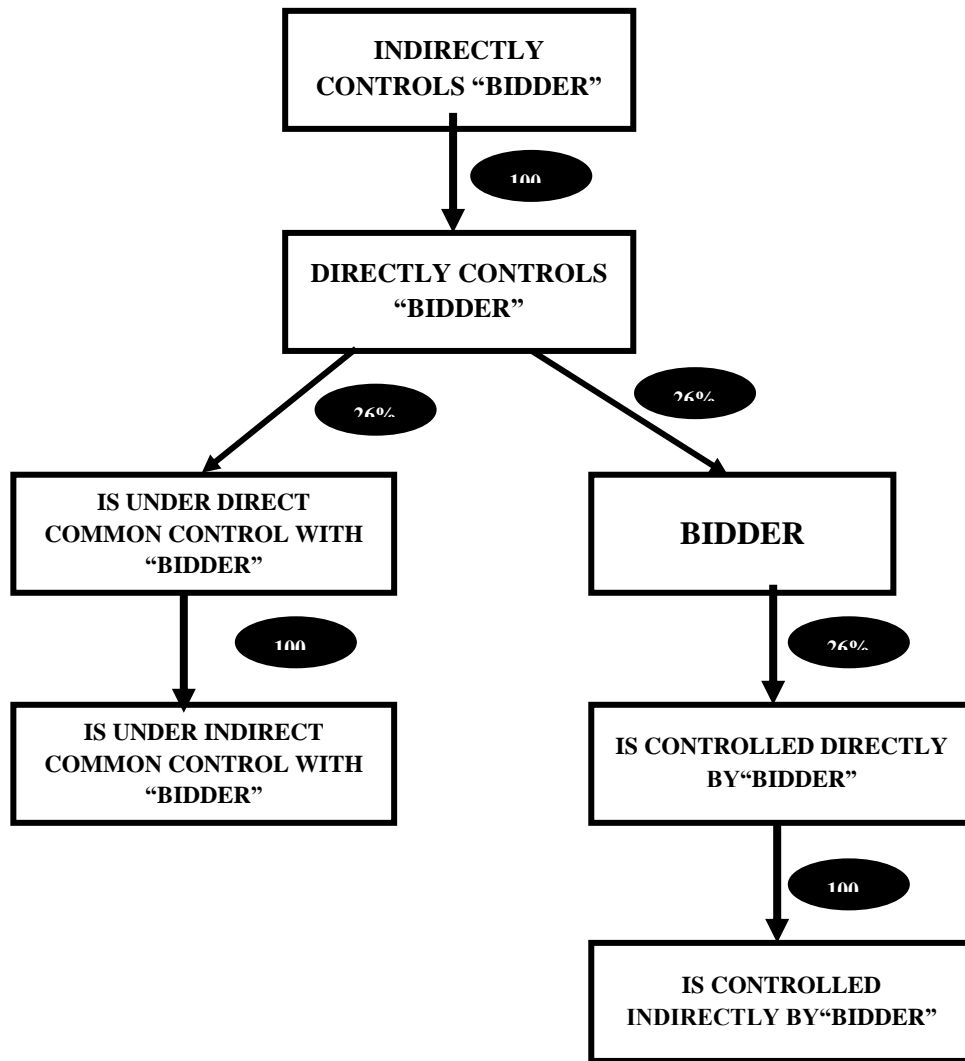 INDIRECTLY
CONTROLS “BIDDER”
100
DIRECTLY CONTROLS
“BIDDER”
26%
26%
IS UNDER DIRECT
COMMON CONTROL WITH
“BIDDER”
BIDDER
100
26%
IS UNDER INDIRECT
COMMON CONTROL WITH
“BIDDER”
IS CONTROLLED DIRECTLY
BY“BIDDER”
100
IS CONTROLLED
INDIRECTLY BY“BIDDER”